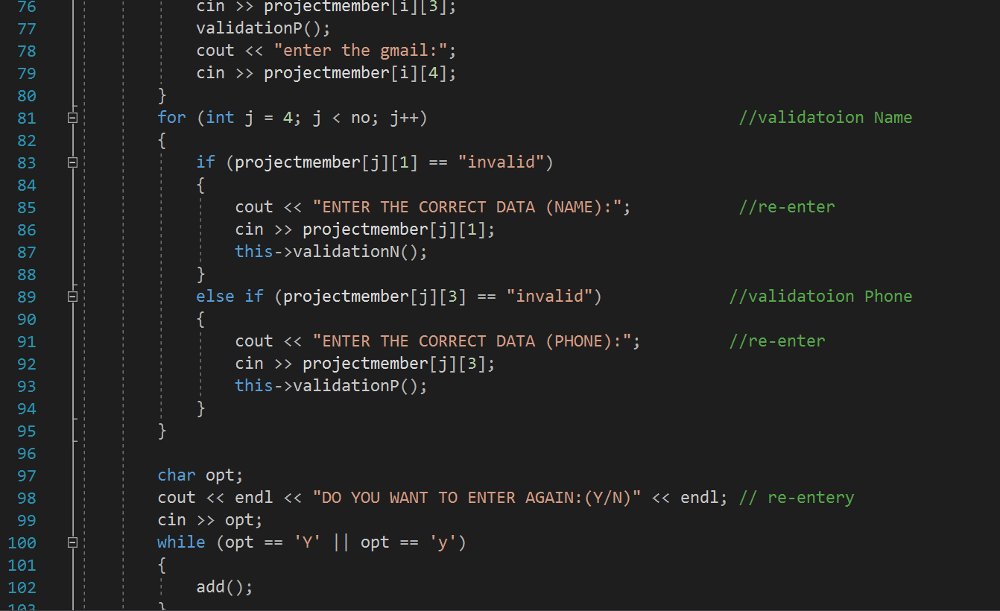 76 cin >> projectmember[i][3];
77 validationP();
78 cout << "enter the gmail:";
79 cin >> projectmember[i][4];
80 }
81 for (int j = 4; j < no; j++) //validatoion Name
82 {
83 if (projectmember[j][1] == "invalid")
84 {
85 cout << "ENTER THE CORRECT DATA (NAME):"; //re-enter
86 cin >> projectmember[j][1];
87 this->validationN();
88 }
89 else if (projectmember[j][3] == "invalid") //validatoion Phone
90 {
91 cout << "ENTER THE CORRECT DATA (PHONE):"; //re-enter
92 cin >> projectmember[j][3];
93 this->validationP();
94 }
95 }
96
97 char opt;
98 cout << endl << "DO YOU WANT TO ENTER AGAIN:(Y/N)" << endl; // re-entery
99 cin >> opt;
100 while (opt == 'Y' || opt == 'y')
101 {
102 add();
103 }